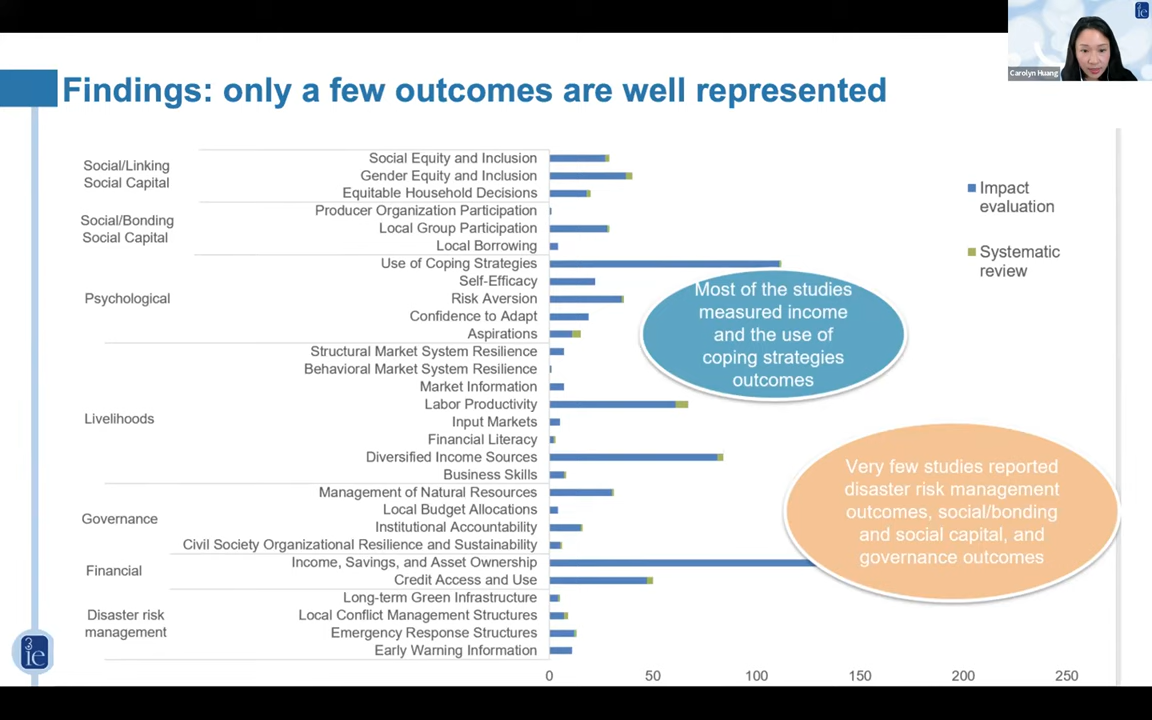 3ie
Carolyn Huang
Findings: only a few outcomes are well represented
Social/Linking
Social Capital
Social Equity and Inclusion
Gender Equity and Inclusion
Equitable Household Decisions
Social/Bonding
Social Capital
Producer Organization Participation
Local Group Participation
Local Borrowing
Psychological
Use of Coping Strategies
Self-Efficacy
Risk Aversion
Confidence to Adapt
Aspirations
Livelihoods
Structural Market System Resilience
Behavioral Market System Resilience
Market Information
Labor Productivity
Input Markets
Financial Literacy
Diversified Income Sources
Business Skills
Governance
Management of Natural Resources
Local Budget Allocations
Institutional Accountability
Civil Society Organizational Resilience and Sustainability
Financial
Income, Savings, and Asset Ownership
Credit Access and Use
Disaster risk
management
Long-term Green Infrastructure
Local Conflict Management Structures
Emergency Response Structures
Early Warning Information
0 50 100 150 200 250
Impact
evaluation
Systematic
review
Most of the studies
measured income
and the use of
coping strategies
outcomes
Very few studies reported
disaster risk management
outcomes, social/bonding
and social capital, and
governance outcomes
3ie